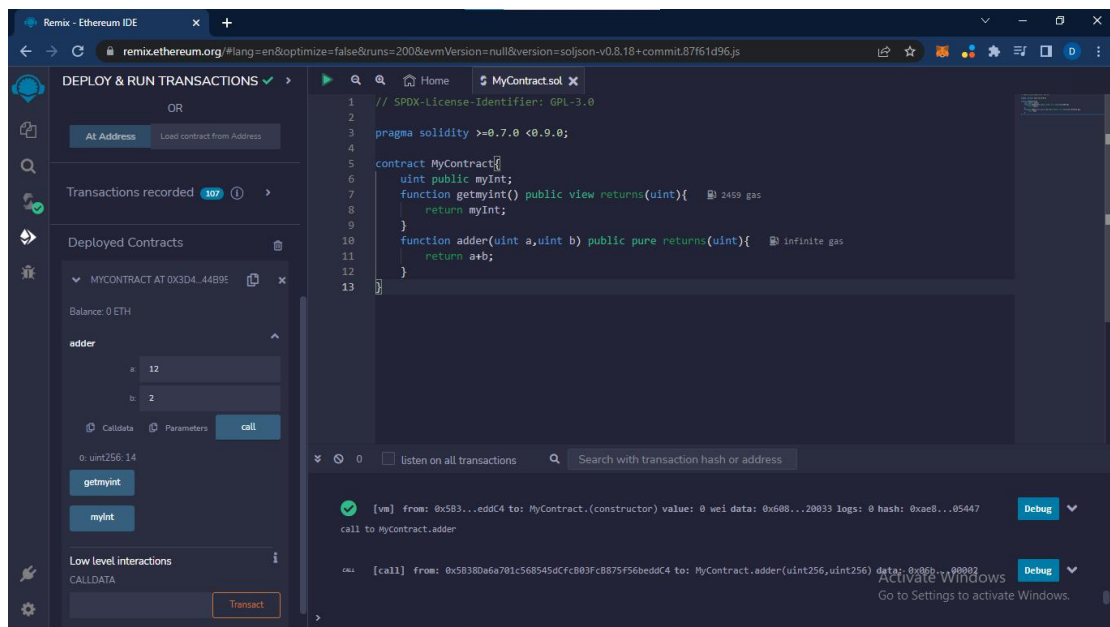 Remix - Ethereum IDE
remix.ethereum.org/#lang=en&optimize=false&runs=200&evmVersion=null&version=soljson-v0.8.18+commit.87f61d96.js
D
DEPLOY & RUN TRANSACTIONS
OR
At Address Load contract from Address
Transactions recorded 107 i
Deployed Contracts
MYCONTRACT AT 0X3D4...44B9E
Balance: 0 ETH
adder
a: 12
b: 2
Calldata Parameters call
0: uint256: 14
getmyint
myInt
Low level interactions i
CALLDATA
Transact
Home MyContract.sol
1 // SPDX-License-Identifier: GPL-3.0
2
3 pragma solidity >=0.7.0 <0.9.0;
4
5 contract MyContract{
6 uint public myInt;
7 function getmyint() public view returns(uint){ 2459 gas
8 return myInt;
9 }
10 function adder(uint a,uint b) public pure returns(uint){ infinite gas
11 return a+b;
12 }
13 }
0 listen on all transactions Search with transaction hash or address
[vm] from: 0x5B3...eddC4 to: MyContract.(constructor) value: 0 wei data: 0x608...20033 logs: 0 hash: 0xae8...05447 Debug
call to MyContract.adder
CALL [call] from: 0x5B38Da6a701c568545dCfcB03FcB875f56beddC4 to: MyContract.adder(uint256,uint256) data: 0x06b...00002 Debug
>
Activate Windows
Go to Settings to activate Windows.